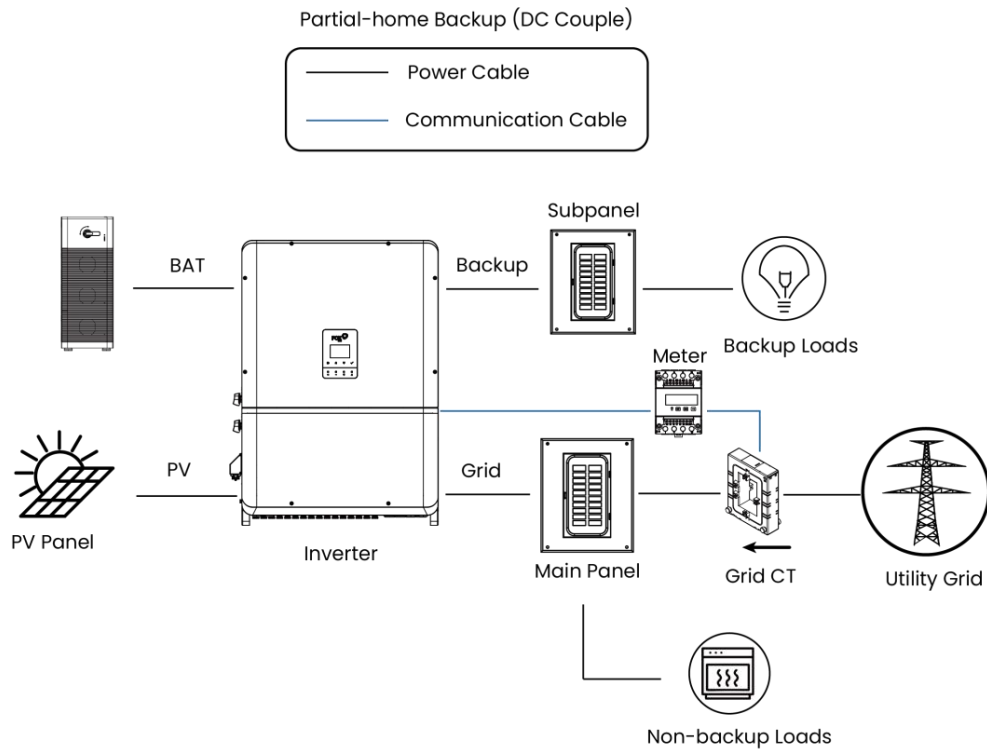 Partial-home Backup (DC Couple)
Power Cable
Communication Cable
Subpanel
BAT
Backup
Backup Loads
Meter
PV
Grid
PV Panel
Inverter
Main Panel
Grid CT
Utility Grid
Non-backup Loads